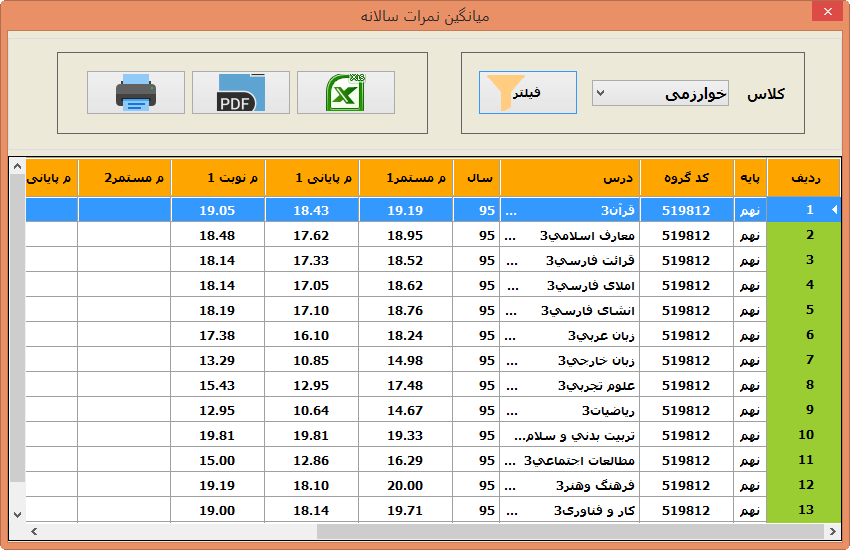 میانگین نمرات سالانه
کلاس خوارزمی فیلتر XLS PDF
ردیف پایه کد گروه درس سال م مستمر1 م پایانی 1 م نوبت 1 م مستمر2 م پایانی
1 نهم 519812 قرآن3 ... 95 19.19 18.43 19.05
2 نهم 519812 معارف اسلامي3 ... 95 18.95 17.62 18.48
3 نهم 519812 قرائت فارسي3 ... 95 18.52 17.33 18.14
4 نهم 519812 املای فارسي3 ... 95 18.62 17.05 18.14
5 نهم 519812 انشای فارسي3 ... 95 18.76 17.10 18.19
6 نهم 519812 زبان عربي3 ... 95 18.24 16.10 17.38
7 نهم 519812 زبان خارجي3 ... 95 14.98 10.85 13.29
8 نهم 519812 علوم تجربي3 ... 95 17.48 12.95 15.43
9 نهم 519812 ریاضیات3 ... 95 14.67 10.64 12.95
10 نهم 519812 تربیت بدني و سلام... 95 19.33 19.81 19.81
11 نهم 519812 مطالعات اجتماعي3 ... 95 16.29 12.86 15.00
12 نهم 519812 فرهنگ وهنر3 ... 95 20.00 18.10 19.19
13 نهم 519812 کار و فناوری3 ... 95 19.71 18.14 19.00